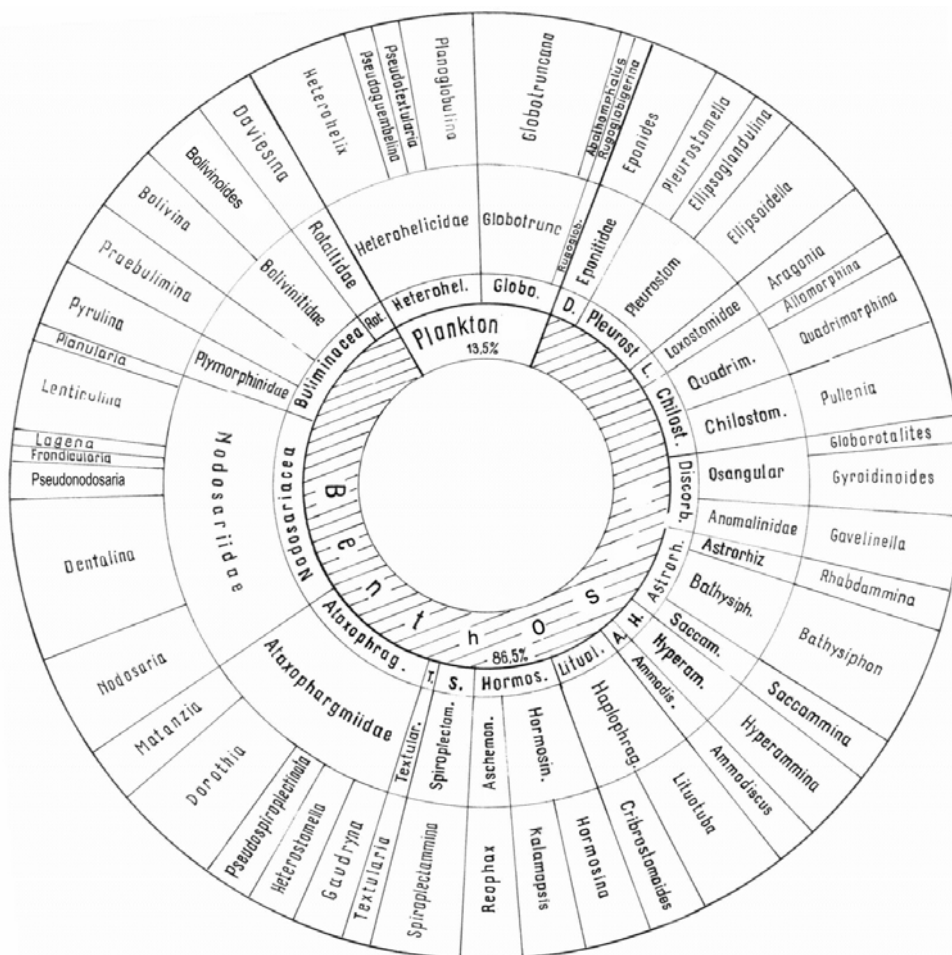 Plankton
13,5%
Benthos
86,5%
Heterohel.
Globo.
D.
Pleurost
L.
Chilost.
Discorb.
Astrorh.
H.
A.
Lituol.
Hormos.
S.
T.
Ataxophrag.
Nodosariacea
Buliminacea
Rot.
Heterohelicidae
Globotrunc
Rugoglob.
Eponitidae
Pleurostom
Loxostomidae
Quadrim.
Chilostom.
Osangular
Anomalinidae
Astrorhiz
Bathysiph.
Saccam.
Hyperam.
Ammodis.
Haplophrag.
Hormosin.
Aschemon.
Spiroplectam.
Textular.
Ataxophargmiidae
Nodosariidae
Plymorphinidae
Bolivinitidae
Rotallidae
Heterohelix
Pseudoguembelina
Pseudotextularia
Planoglobulina
Globotruncana
Abathomphalus
Rugoglobigerina
Eponides
Pleurostomella
Ellipsoglandulina
Ellipsoidella
Aragonia
Allomorphina
Quadrimorphina
Pullenia
Globorotalites
Gyroidinoides
Gavelinella
Rhabdammina
Bathysiphon
Saccammina
Hyperammina
Ammodiscus
Lituotuba
Cribrostomoides
Hormosina
Kalamopsis
Reophax
Spiroplectammina
Textularia
Gaudryna
Heterostomella
Pseudospiroplectinata
Dorothia
Matanzia
Nodosaria
Dentalina
Pseudonodosaria
Frondicularia
Lagena
Lenticulina
Planularia
Pyrulina
Praebulimina
Bolivina
Bolivinoides
Daviesina